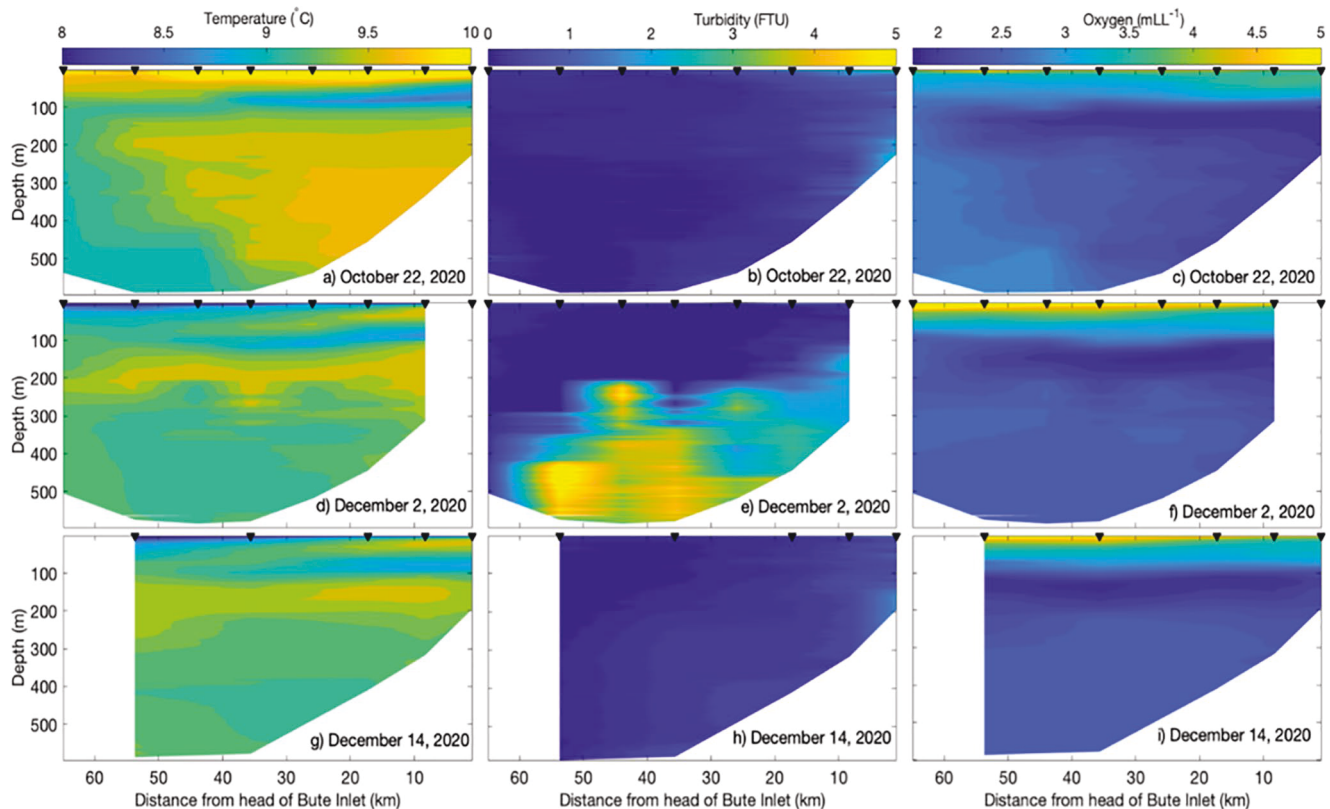 Temperature (°C)
Turbidity (FTU)
Oxygen (mLL⁻¹)
8 8.5 9 9.5 10
0 1 2 3 4 5
2 2.5 3 3.5 4 4.5 5
Depth (m)
100
200
300
400
500
a) October 22, 2020
b) October 22, 2020
c) October 22, 2020
Depth (m)
100
200
300
400
500
d) December 2, 2020
e) December 2, 2020
f) December 2, 2020
Depth (m)
100
200
300
400
500
g) December 14, 2020
h) December 14, 2020
i) December 14, 2020
60 50 40 30 20 10
60 50 40 30 20 10
60 50 40 30 20 10
Distance from head of Bute Inlet (km)
Distance from head of Bute Inlet (km)
Distance from head of Bute Inlet (km)